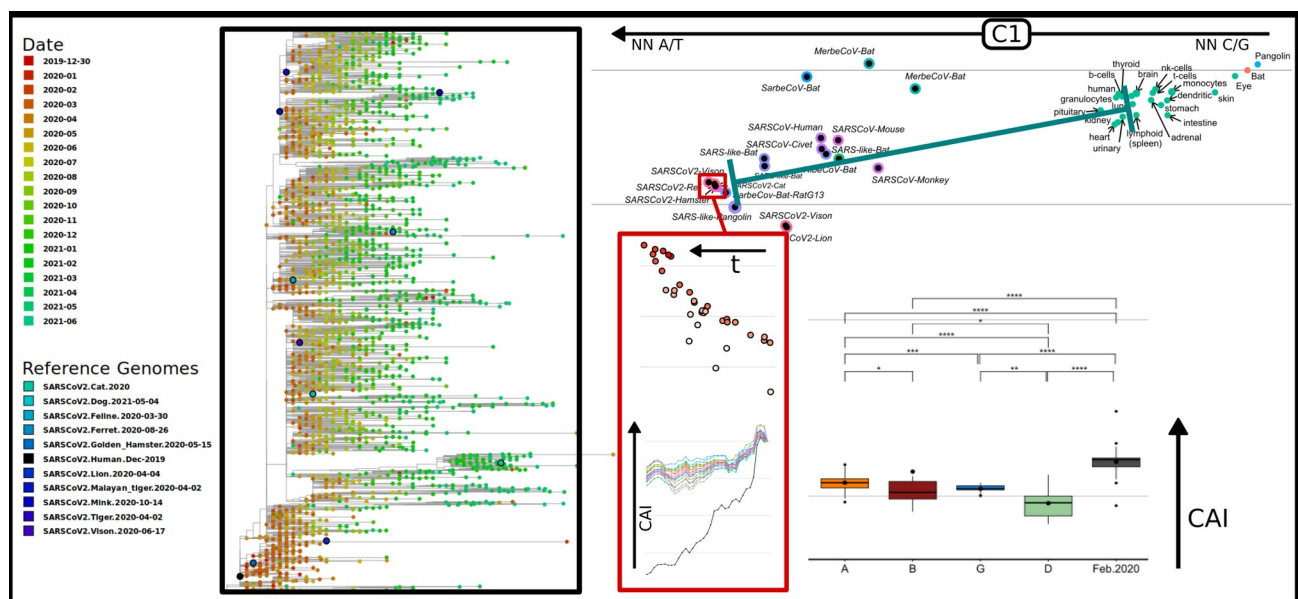 Date
2019-12-30
2020-01
2020-02
2020-03
2020-04
2020-05
2020-06
2020-07
2020-08
2020-09
2020-10
2020-11
2020-12
2021-01
2021-02
2021-03
2021-04
2021-05
2021-06
Reference Genomes
SARSCoV2.Cat.2020
SARSCoV2.Dog.2021-05-04
SARSCoV2.Feline.2020-03-30
SARSCoV2.Ferret.2020-08-26
SARSCoV2.Golden_Hamster.2020-05-15
SARSCoV2.Human.Dec-2019
SARSCoV2.Lion.2020-04-04
SARSCoV2.Malayan_tiger.2020-04-02
SARSCoV2.Mink.2020-10-14
SARSCoV2.Tiger.2020-04-02
SARSCoV2.Vison.2020-06-17
C1
NN A/T
NN C/G
MerbeCoV-Bat
SarbeCoV-Bat
MerbeCoV-Bat
Pangolin
Bat
Eye
thyroid
nk-cells
b-cells
brain
t-cells
human
monocytes
granulocytes
dendritic
skin
pituitary
stomach
kidney
intestine
heart
lymphoid
(spleen)
adrenal
urinary
SARSCoV-Human
SARSCoV-Mouse
SARSCoV-Civet
SARS-like-Bat
SARS-like-Bat
SARSCoV-Monkey
SARSCoV2-Vison
SARSCoV2-Cat
SARSCoV2-Re
arbeCov-Bat-RatG13
SARSCoV2-Hamster
SARS-like-Pangolin
SARSCoV2-Vison
CoV2-Lion
t
CAI
****
****
*
****
***
****
*
**
****
CAI
A
B
G
D
Feb.2020